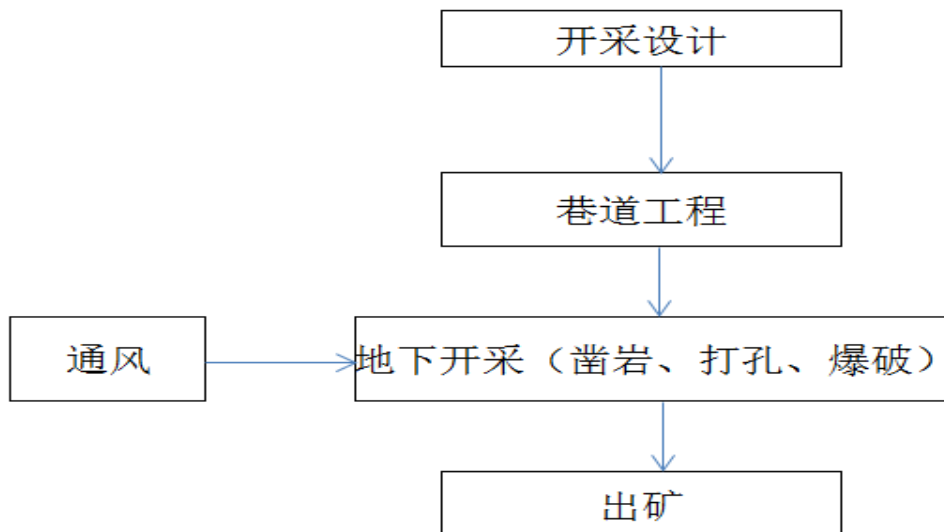 开采设计
巷道工程
通风
地下开采（凿岩、打孔、爆破）
出矿